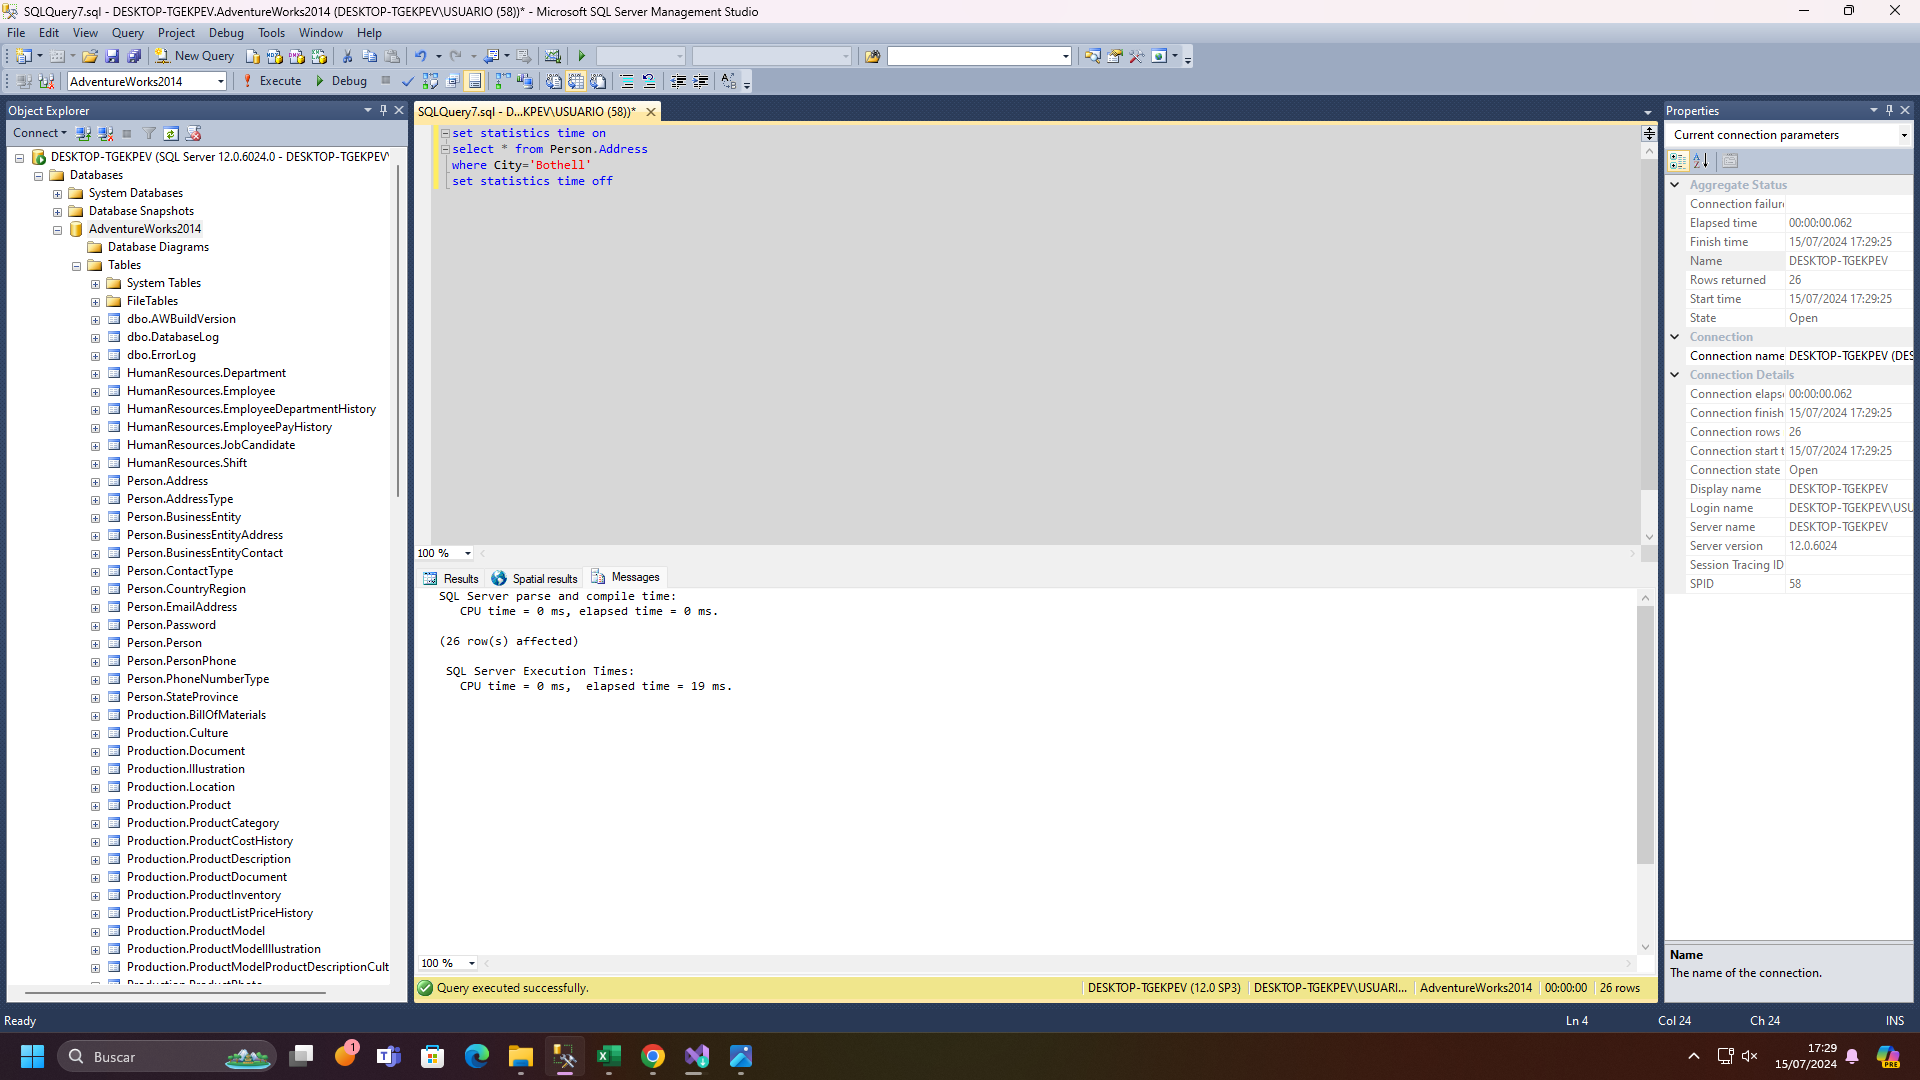 SQLQuery7.sql - DESKTOP-TGEKPEV.AdventureWorks2014 (DESKTOP-TGEKPEV\USUARIO (58))* - Microsoft SQL Server Management Studio
File Edit View Query Project Debug Tools Window Help
New Query
AdventureWorks2014 Execute Debug
Object Explorer
Connect
DESKTOP-TGEKPEV (SQL Server 12.0.6024.0 - DESKTOP-TGEKPEV\
Databases
System Databases
Database Snapshots
AdventureWorks2014
Database Diagrams
Tables
System Tables
FileTables
dbo.AWBuildVersion
dbo.DatabaseLog
dbo.ErrorLog
HumanResources.Department
HumanResources.Employee
HumanResources.EmployeeDepartmentHistory
HumanResources.EmployeePayHistory
HumanResources.JobCandidate
HumanResources.Shift
Person.Address
Person.AddressType
Person.BusinessEntity
Person.BusinessEntityAddress
Person.BusinessEntityContact
Person.ContactType
Person.CountryRegion
Person.EmailAddress
Person.Password
Person.Person
Person.PersonPhone
Person.PhoneNumberType
Person.StateProvince
Production.BillOfMaterials
Production.Culture
Production.Document
Production.Illustration
Production.Location
Production.Product
Production.ProductCategory
Production.ProductCostHistory
Production.ProductDescription
Production.ProductDocument
Production.ProductInventory
Production.ProductListPriceHistory
Production.ProductModel
Production.ProductModelIllustration
Production.ProductModelProductDescriptionCult
SQLQuery7.sql - D...KPEV\USUARIO (58))*
set statistics time on
select * from Person.Address
where City='Bothell'
set statistics time off
100 %
Results Spatial results Messages
SQL Server parse and compile time:
CPU time = 0 ms, elapsed time = 0 ms.
(26 row(s) affected)
SQL Server Execution Times:
CPU time = 0 ms,  elapsed time = 19 ms.
100 %
Query executed successfully. DESKTOP-TGEKPEV (12.0 SP3) DESKTOP-TGEKPEV\USUARI... AdventureWorks2014 00:00:00 26 rows
Properties
Current connection parameters
Aggregate Status
Connection failure
Elapsed time 00:00:00.062
Finish time 15/07/2024 17:29:25
Name DESKTOP-TGEKPEV
Rows returned 26
Start time 15/07/2024 17:29:25
State Open
Connection
Connection name DESKTOP-TGEKPEV (DES
Connection Details
Connection elaps 00:00:00.062
Connection finish 15/07/2024 17:29:25
Connection rows 26
Connection start t 15/07/2024 17:29:25
Connection state Open
Display name DESKTOP-TGEKPEV
Login name DESKTOP-TGEKPEV\USU
Server name DESKTOP-TGEKPEV
Server version 12.0.6024
Session Tracing ID
SPID 58
Name
The name of the connection.
Ready Ln 4 Col 24 Ch 24 INS
Buscar
1
17:29
15/07/2024
PRE